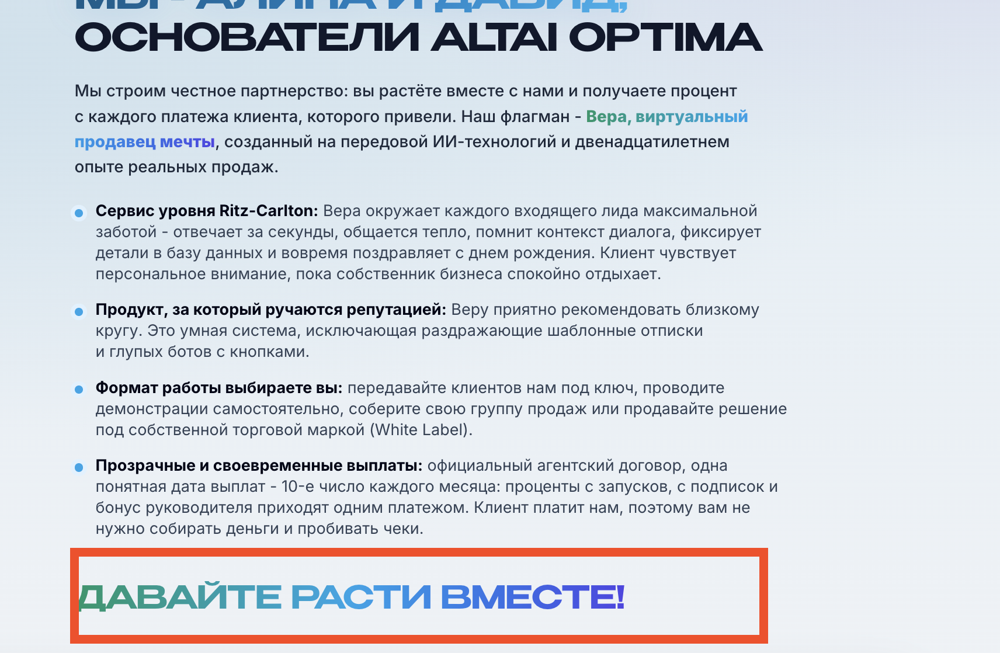 МЫ - АЛИНА И ДАВИД,
ОСНОВАТЕЛИ ALTAI OPTIMA
Мы строим честное партнерство: вы растёте вместе с нами и получаете процент
с каждого платежа клиента, которого привели. Наш флагман - Вера, виртуальный
продавец мечты, созданный на передовой ИИ-технологий и двенадцатилетнем
опыте реальных продаж.
Сервис уровня Ritz-Carlton: Вера окружает каждого входящего лида максимальной
заботой - отвечает за секунды, общается тепло, помнит контекст диалога, фиксирует
детали в базу данных и вовремя поздравляет с днем рождения. Клиент чувствует
персональное внимание, пока собственник бизнеса спокойно отдыхает.
Продукт, за который ручаются репутацией: Веру приятно рекомендовать близкому
кругу. Это умная система, исключающая раздражающие шаблонные отписки
и глупых ботов с кнопками.
Формат работы выбираете вы: передавайте клиентов нам под ключ, проводите
демонстрации самостоятельно, соберите свою группу продаж или продавайте решение
под собственной торговой маркой (White Label).
Прозрачные и своевременные выплаты: официальный агентский договор, одна
понятная дата выплат - 10-е число каждого месяца: проценты с запусков, с подписок и
бонус руководителя приходят одним платежом. Клиент платит нам, поэтому вам не
нужно собирать деньги и пробивать чеки.
ДАВАЙТЕ РАСТИ ВМЕСТЕ!